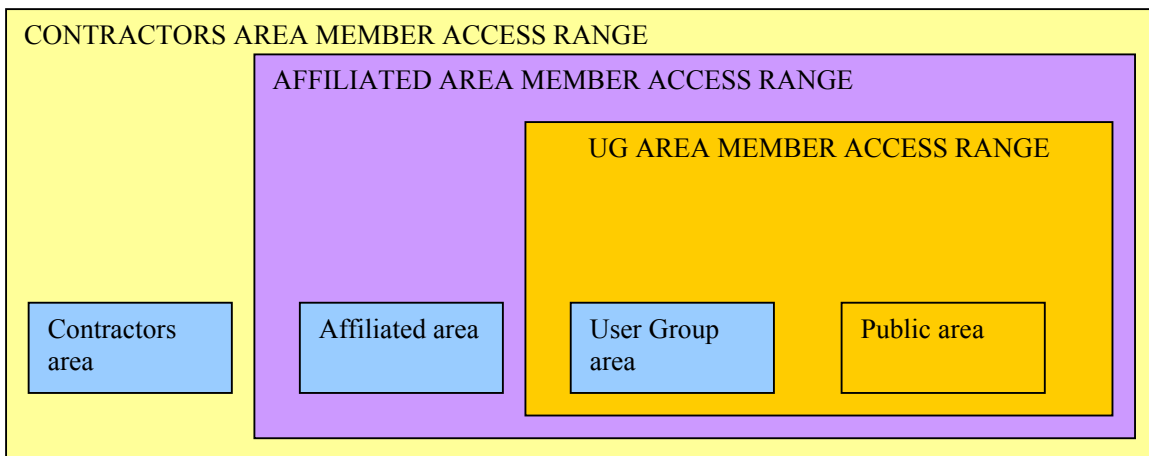 CONTRACTORS AREA MEMBER ACCESS RANGE
AFFILIATED AREA MEMBER ACCESS RANGE
UG AREA MEMBER ACCESS RANGE
Contractors
area
Affiliated area
User Group
area
Public area